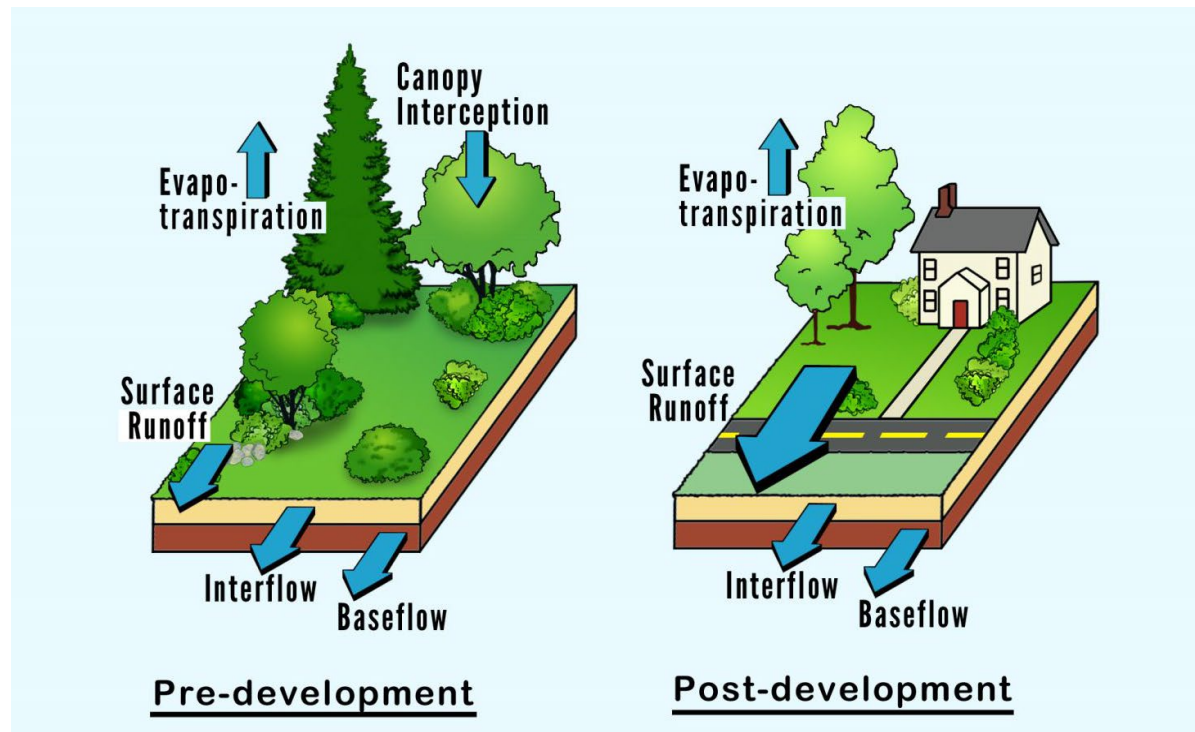 Canopy
Interception
Evapo-
transpiration
Surface
Runoff
Interflow
Baseflow
Pre-development
Evapo-
transpiration
Surface
Runoff
Interflow
Baseflow
Post-development